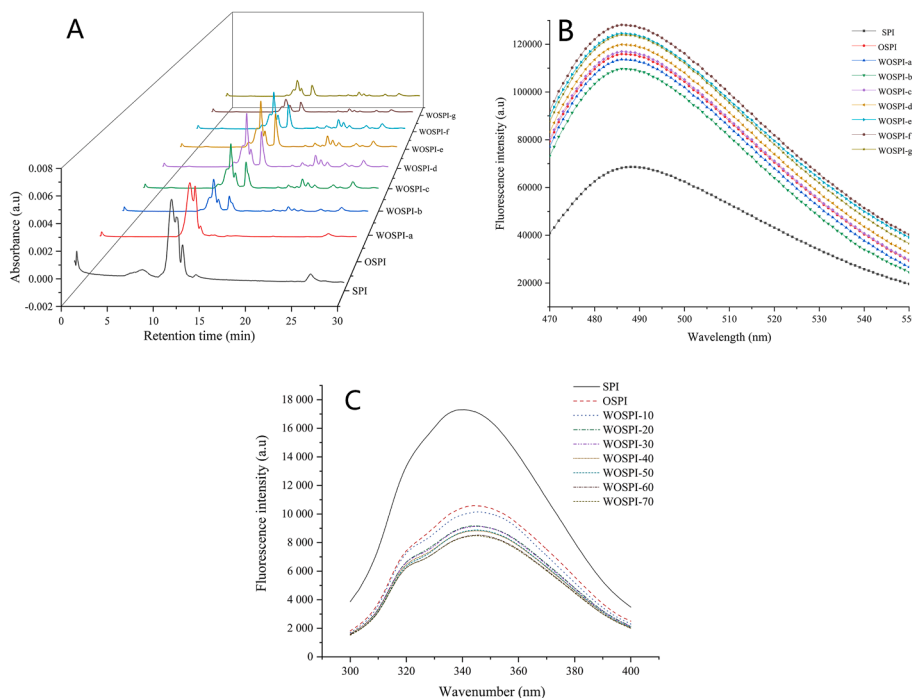 A
0.008
0.006
0.004
0.002
0.000
-0.002
Absorbance (a.u)
0
5
10
15
20
25
30
Retention time (min)
SPI
OSPI
WOSPI-a
WOSPI-b
WOSPI-c
WOSPI-d
WOSPI-e
WOSPI-f
WOSPI-g
B
120000
100000
80000
60000
40000
20000
Fluorescence intensity (a.u)
470
480
490
500
510
520
530
540
550
Wavelength (nm)
SPI
OSPI
WOSPI-a
WOSPI-b
WOSPI-c
WOSPI-d
WOSPI-e
WOSPI-f
WOSPI-g
C
18 000
16 000
14 000
12 000
10 000
8 000
6 000
4 000
2 000
Fluorescence intensity (a.u)
300
320
340
360
380
400
Wavenumber (nm)
SPI
OSPI
WOSPI-10
WOSPI-20
WOSPI-30
WOSPI-40
WOSPI-50
WOSPI-60
WOSPI-70